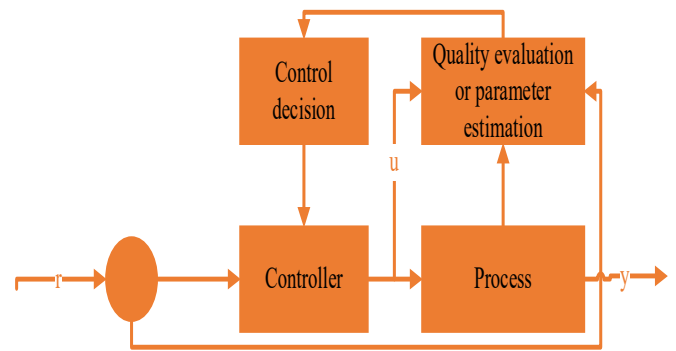 Control
decision
Quality evaluation
or parameter
estimation
u
r
Controller
Process
y